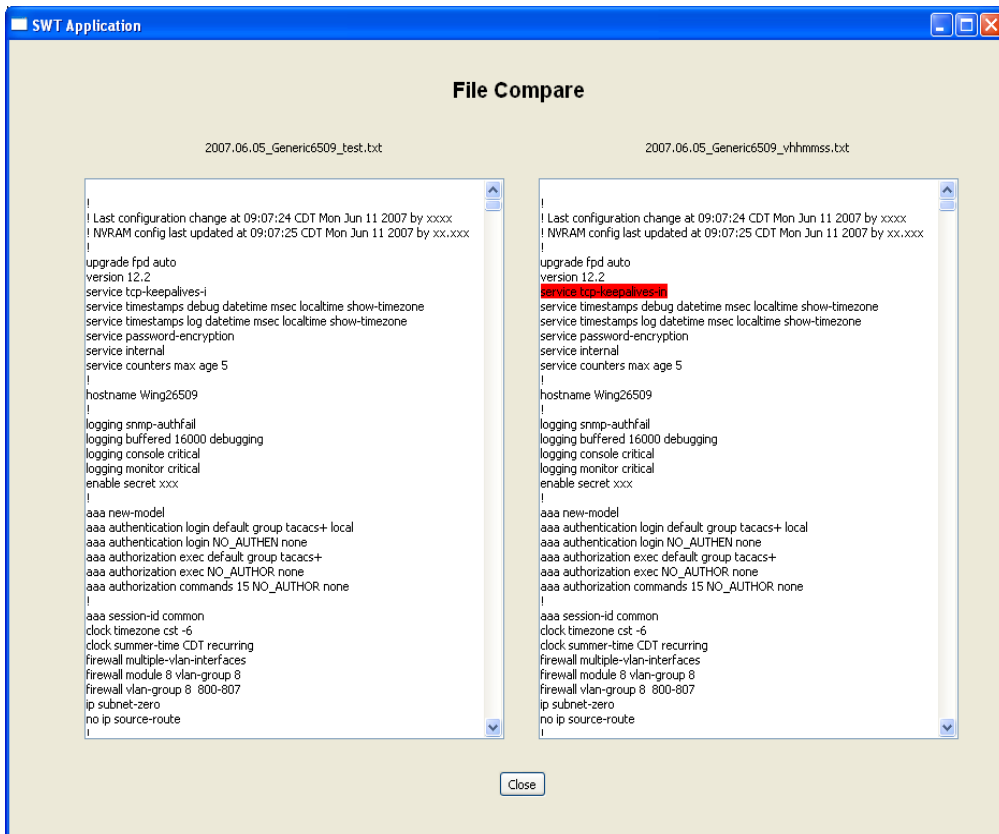 SWT Application
File Compare
2007.06.05_Generic6509_test.txt
!
! Last configuration change at 09:07:24 CDT Mon Jun 11 2007 by xxxx
! NVRAM config last updated at 09:07:25 CDT Mon Jun 11 2007 by xx.xxx
!
upgrade fpd auto
version 12.2
service tcp-keepalives-i
service timestamps debug datetime msec localtime show-timezone
service timestamps log datetime msec localtime show-timezone
service password-encryption
service internal
service counters max age 5
!
hostname Wing26509
!
logging snmp-authfail
logging buffered 16000 debugging
logging console critical
logging monitor critical
enable secret xxx
!
aaa new-model
aaa authentication login default group tacacs+ local
aaa authentication login NO_AUTHEN none
aaa authorization exec default group tacacs+
aaa authorization exec NO_AUTHOR none
aaa authorization commands 15 NO_AUTHOR none
!
aaa session-id common
clock timezone cst -6
clock summer-time CDT recurring
firewall multiple-vlan-interfaces
firewall module 8 vlan-group 8
firewall vlan-group 8  800-807
ip subnet-zero
no ip source-route
!
2007.06.05_Generic6509_vhhmmss.txt
!
! Last configuration change at 09:07:24 CDT Mon Jun 11 2007 by xxxx
! NVRAM config last updated at 09:07:25 CDT Mon Jun 11 2007 by xx.xxx
!
upgrade fpd auto
version 12.2
service tcp-keepalives-in
service timestamps debug datetime msec localtime show-timezone
service timestamps log datetime msec localtime show-timezone
service password-encryption
service internal
service counters max age 5
!
hostname Wing26509
!
logging snmp-authfail
logging buffered 16000 debugging
logging console critical
logging monitor critical
enable secret xxx
!
aaa new-model
aaa authentication login default group tacacs+ local
aaa authentication login NO_AUTHEN none
aaa authorization exec default group tacacs+
aaa authorization exec NO_AUTHOR none
aaa authorization commands 15 NO_AUTHOR none
!
aaa session-id common
clock timezone cst -6
clock summer-time CDT recurring
firewall multiple-vlan-interfaces
firewall module 8 vlan-group 8
firewall vlan-group 8  800-807
ip subnet-zero
no ip source-route
!
Close